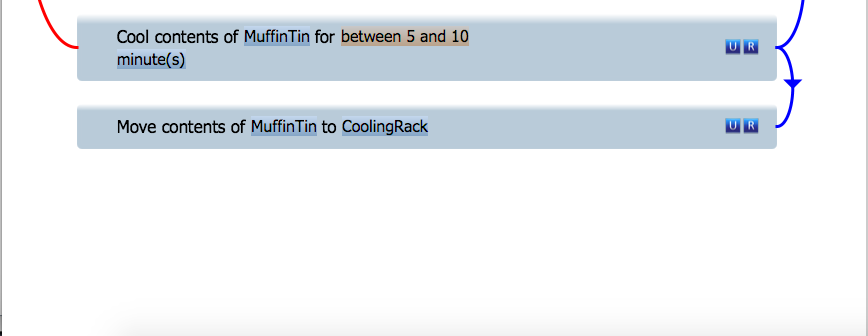 Cool contents of MuffinTin for between 5 and 10
minute(s)
U R
Move contents of MuffinTin to CoolingRack
U R